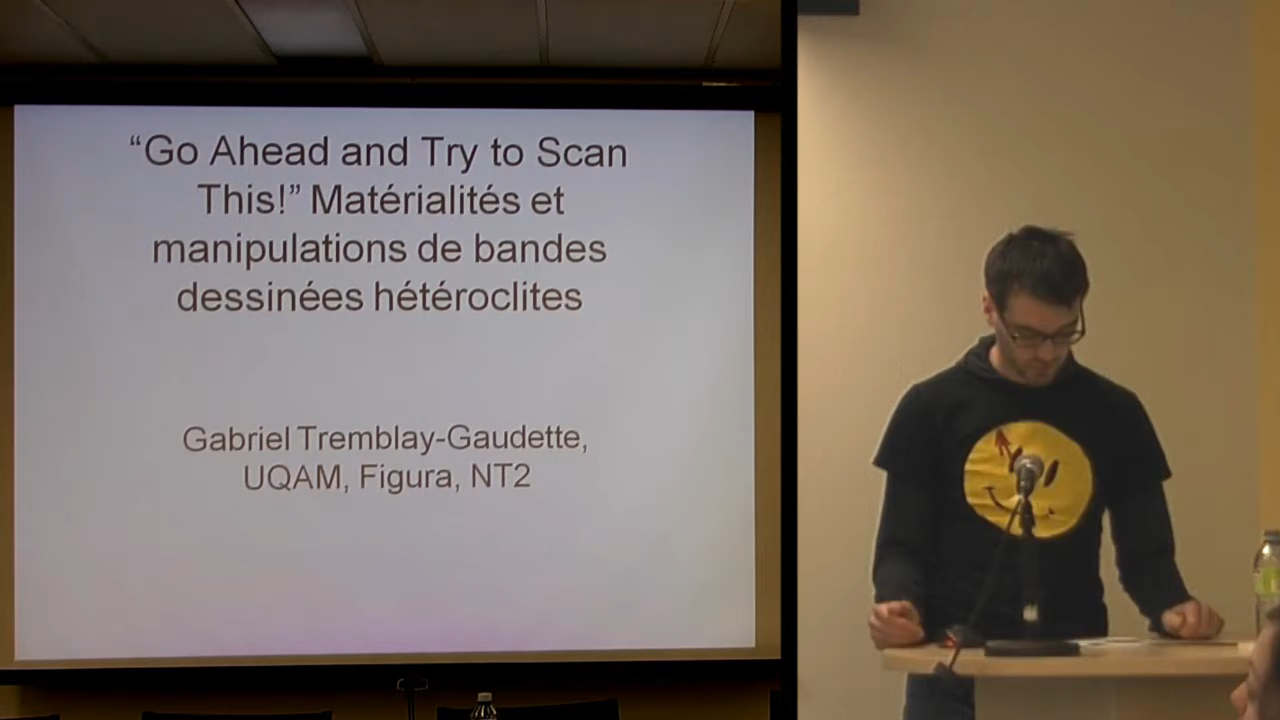 “Go Ahead and Try to Scan
This!” Matérialités et
manipulations de bandes
dessinées hétéroclites
Gabriel Tremblay-Gaudette,
UQAM, Figura, NT2